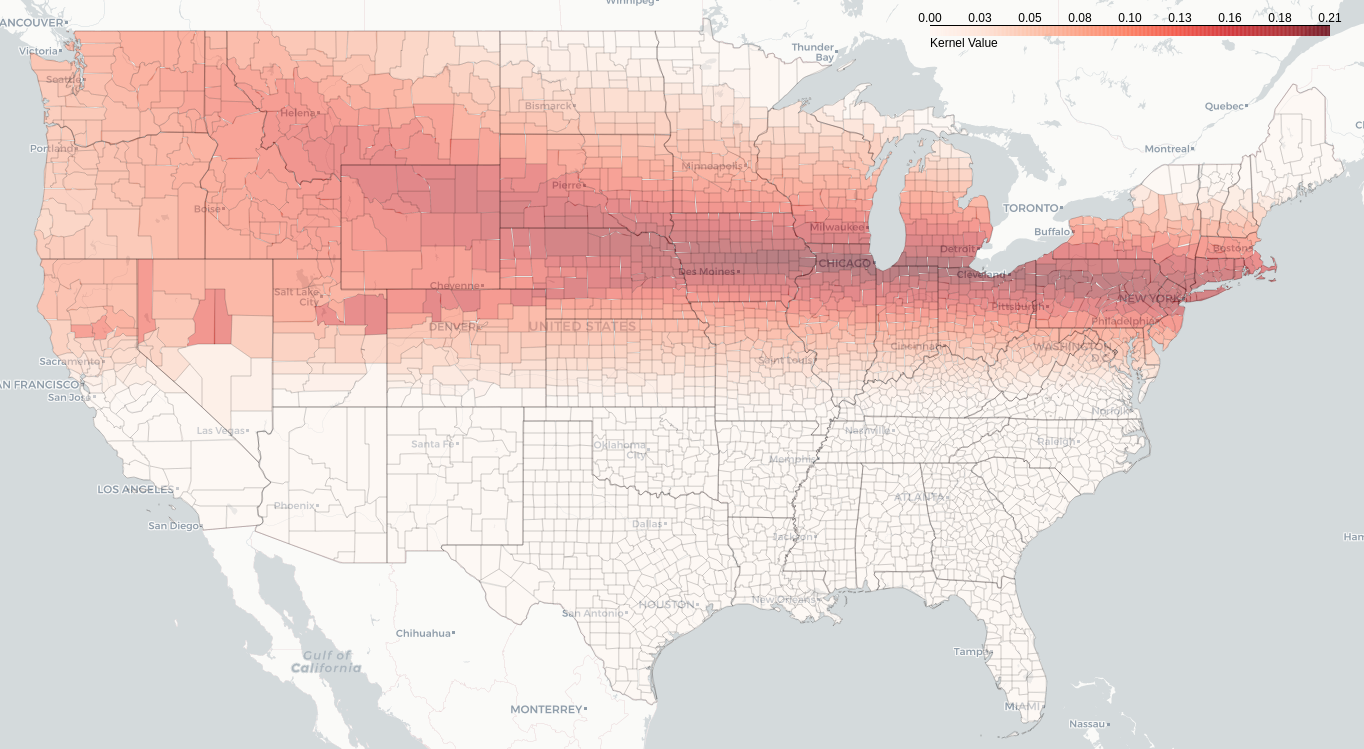 Winnipeg
0.00 0.03 0.05 0.08 0.10 0.13 0.16 0.18 0.21
Kernel Value
ANCOUVER
Victoria
Thunder
Bay
Seattle
Bismarck
Quebec
Helena
Portland
Montreal
Minneapolis
Pierre
Boise
TORONTO
Milwaukee
Buffalo
Detroit
Boston
CHICAGO
Des Moines
Cleveland
Salt Lake
City
Cheyenne
NEW YORK
Pittsburgh
Philadelphia
DENVER
UNITED STATES
Cincinnati
WASHINGTON
D.C.
Sacramento
Saint Louis
AN FRANCISCO
San Jose
Norfolk
Las Vegas
Nashville
Raleigh
Santa Fe
Oklahoma
City
Memphis
LOS ANGELES
Phoenix
ATLANTA
San Diego
Dallas
Jackson
Ham
HOUSTON
New Orleans
San Antonio
Chihuahua
Gulf of
California
Tampa
MONTERREY
MIAMI
Nassau